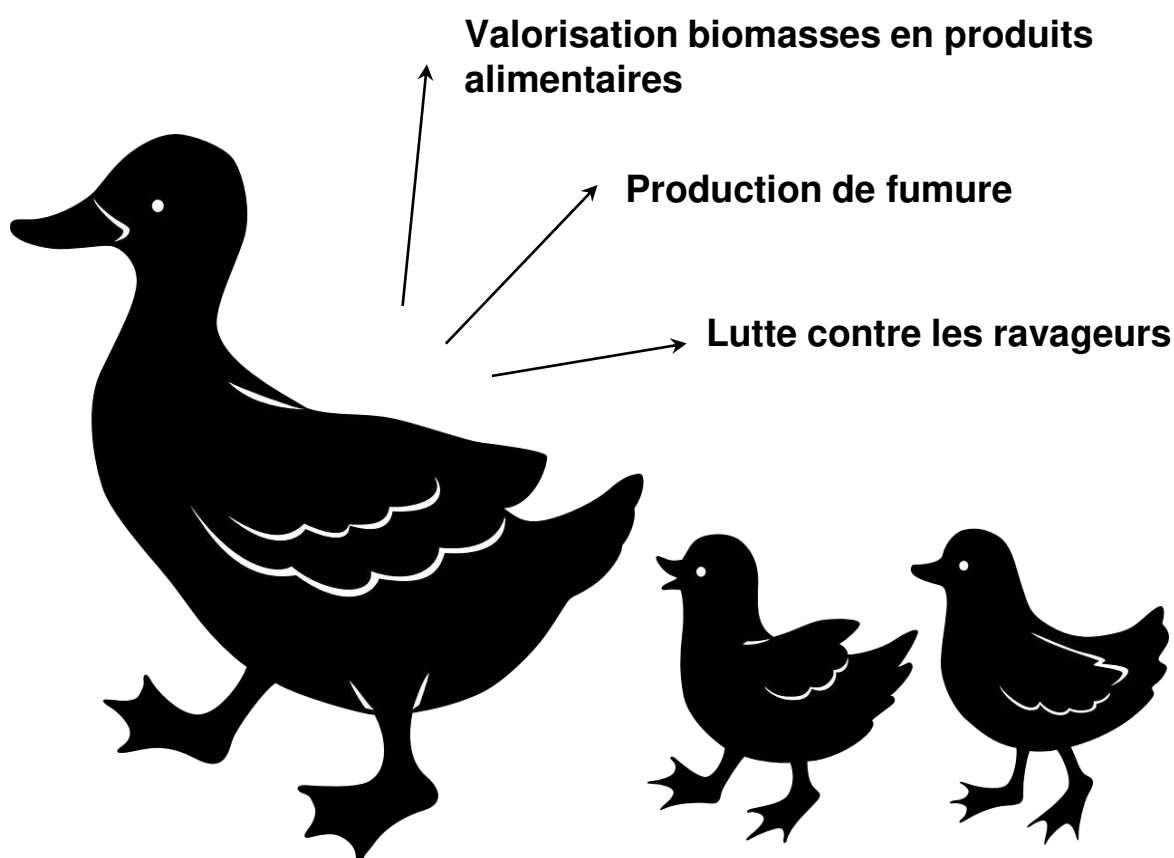 Valorisation biomasses en produits
alimentaires
Production de fumure
Lutte contre les ravageurs